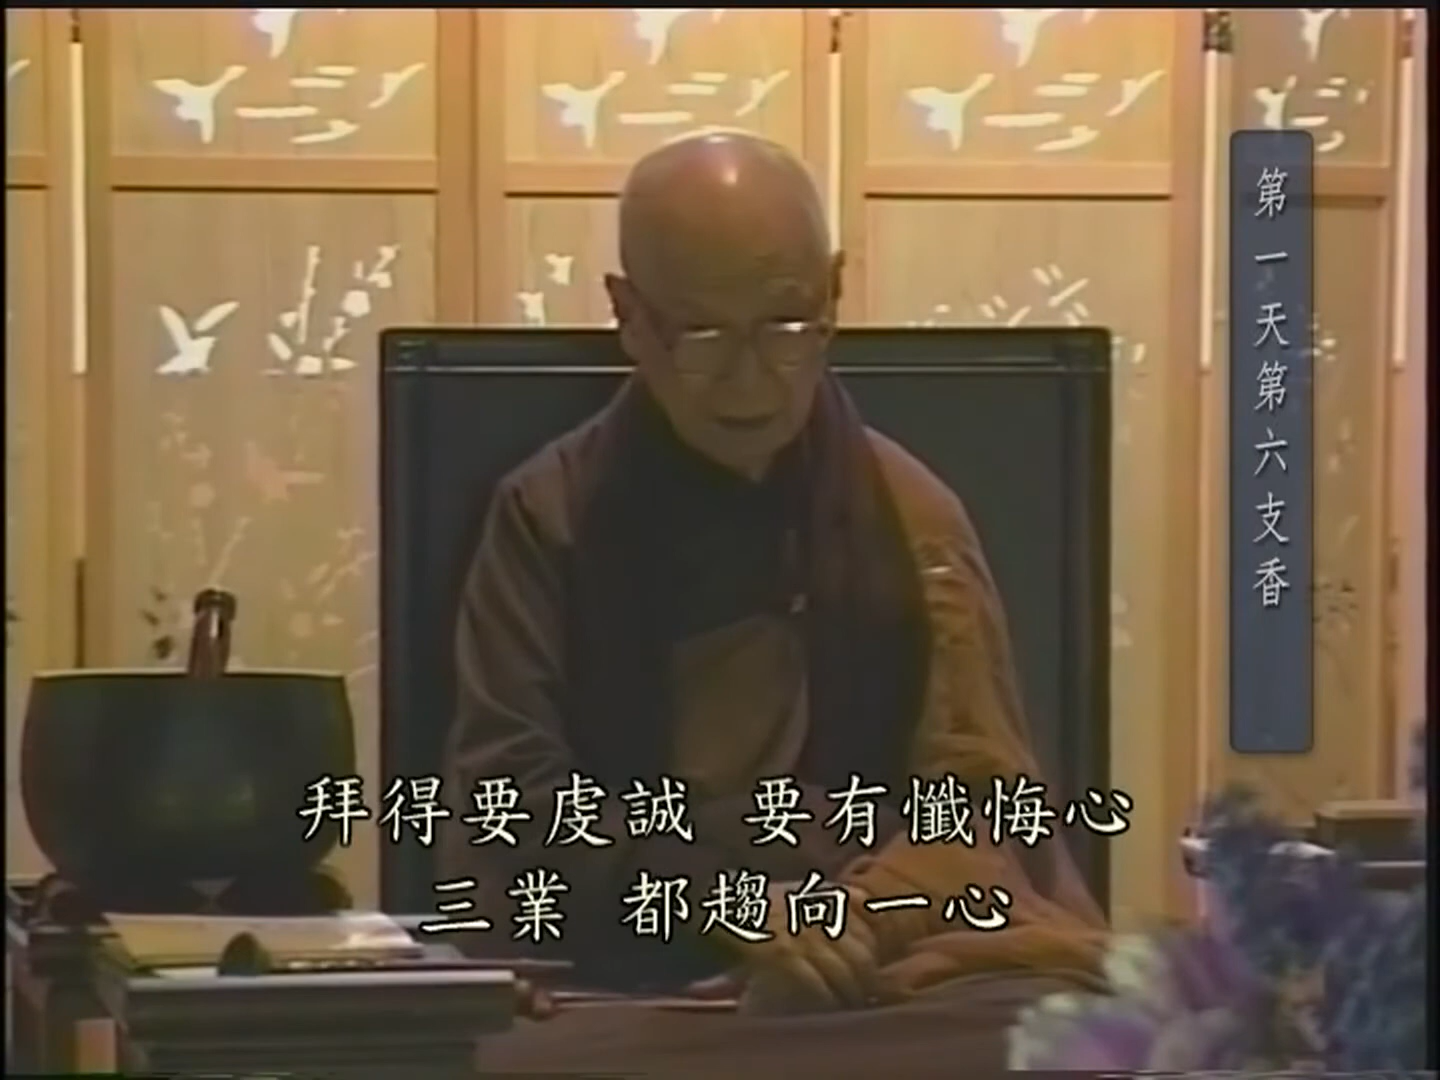 第一天第六支香
拜得要虔誠 要有懺悔心
三業 都趨向一心